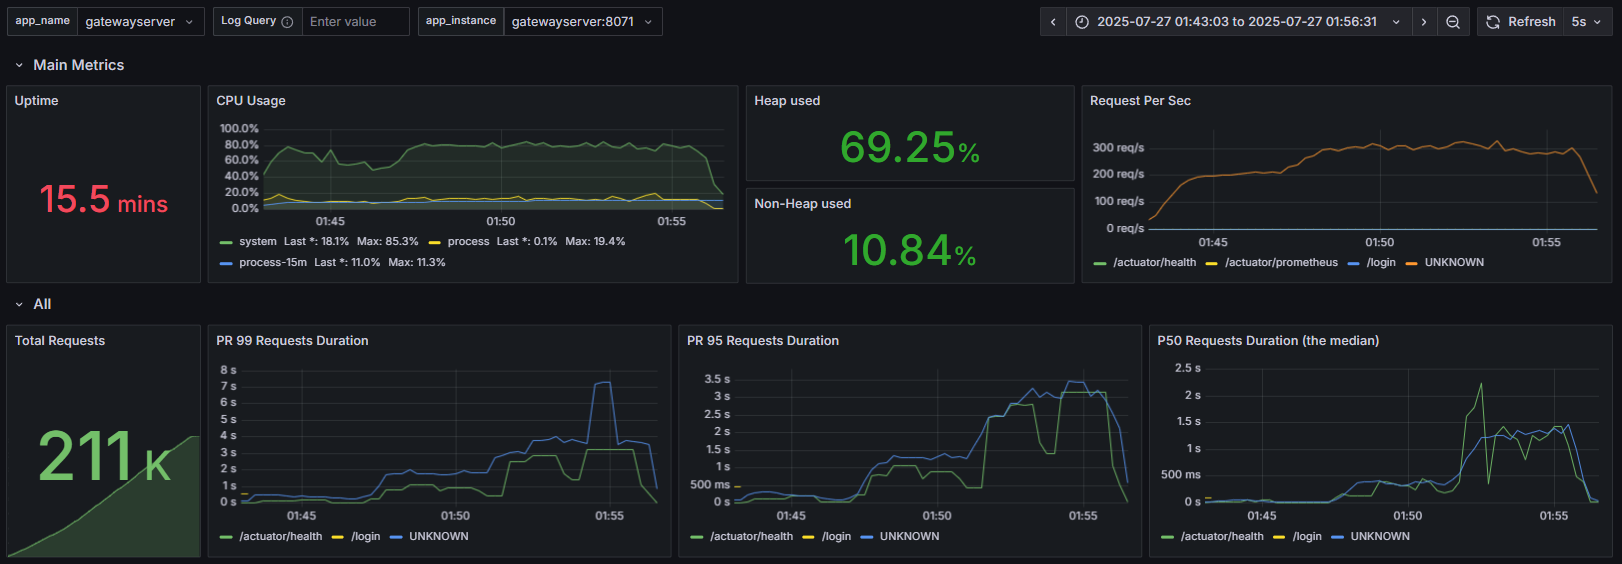 app_name gatewayserver Log Query Enter value app_instance gatewayserver:8071 2025-07-27 01:43:03 to 2025-07-27 01:56:31 Refresh 5s
Main Metrics
Uptime
15.5 mins
CPU Usage
100.0%
80.0%
60.0%
40.0%
20.0%
0.0%
01:45 01:50 01:55
system Last *: 18.1% Max: 85.3% process Last *: 0.1% Max: 19.4%
process-15m Last *: 11.0% Max: 11.3%
Heap used
69.25%
Non-Heap used
10.84%
Request Per Sec
300 req/s
200 req/s
100 req/s
0 req/s
01:45 01:50 01:55
/actuator/health /actuator/prometheus /login UNKNOWN
All
Total Requests
211 K
PR 99 Requests Duration
8 s
7 s
6 s
5 s
4 s
3 s
2 s
1 s
0 s
01:45 01:50 01:55
/actuator/health /login UNKNOWN
PR 95 Requests Duration
3.5 s
3 s
2.5 s
2 s
1.5 s
1 s
500 ms
0 s
01:45 01:50 01:55
/actuator/health /login UNKNOWN
P50 Requests Duration (the median)
2.5 s
2 s
1.5 s
1 s
500 ms
0 s
01:45 01:50 01:55
/actuator/health /login UNKNOWN